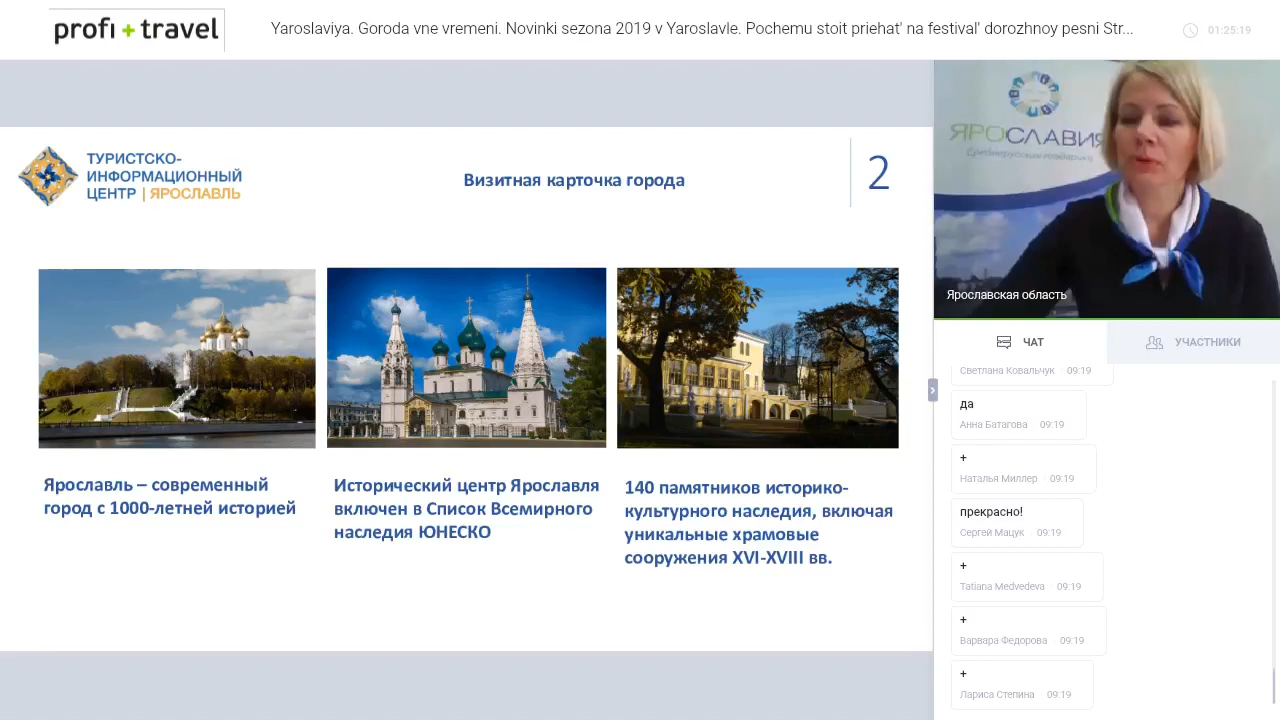 profi + travel
Yaroslaviya. Goroda vne vremeni. Novinki sezona 2019 v Yaroslavle. Pochemu stoit priehat' na festival' dorozhnoy pesni Str...
01:25:19
ТУРИСТСКО-
ИНФОРМАЦИОННЫЙ
ЦЕНТР | ЯРОСЛАВЛЬ
Визитная карточка города
2
Ярославль – современный
город с 1000-летней историей
Исторический центр Ярославля
включен в Список Всемирного
наследия ЮНЕСКО
140 памятников историко-
культурного наследия, включая
уникальные храмовые
сооружения XVI-XVIII вв.
ЯРОСЛАВИЯ
Ярославская область
ЧАТ
УЧАСТНИКИ
Светлана Ковальчук · 09:19
да
Анна Батагова · 09:19
+
Наталья Миллер · 09:19
прекрасно!
Сергей Мацук · 09:19
+
Tatiana Medvedeva · 09:19
+
Варвара Федорова · 09:19
+
Лариса Степина · 09:19